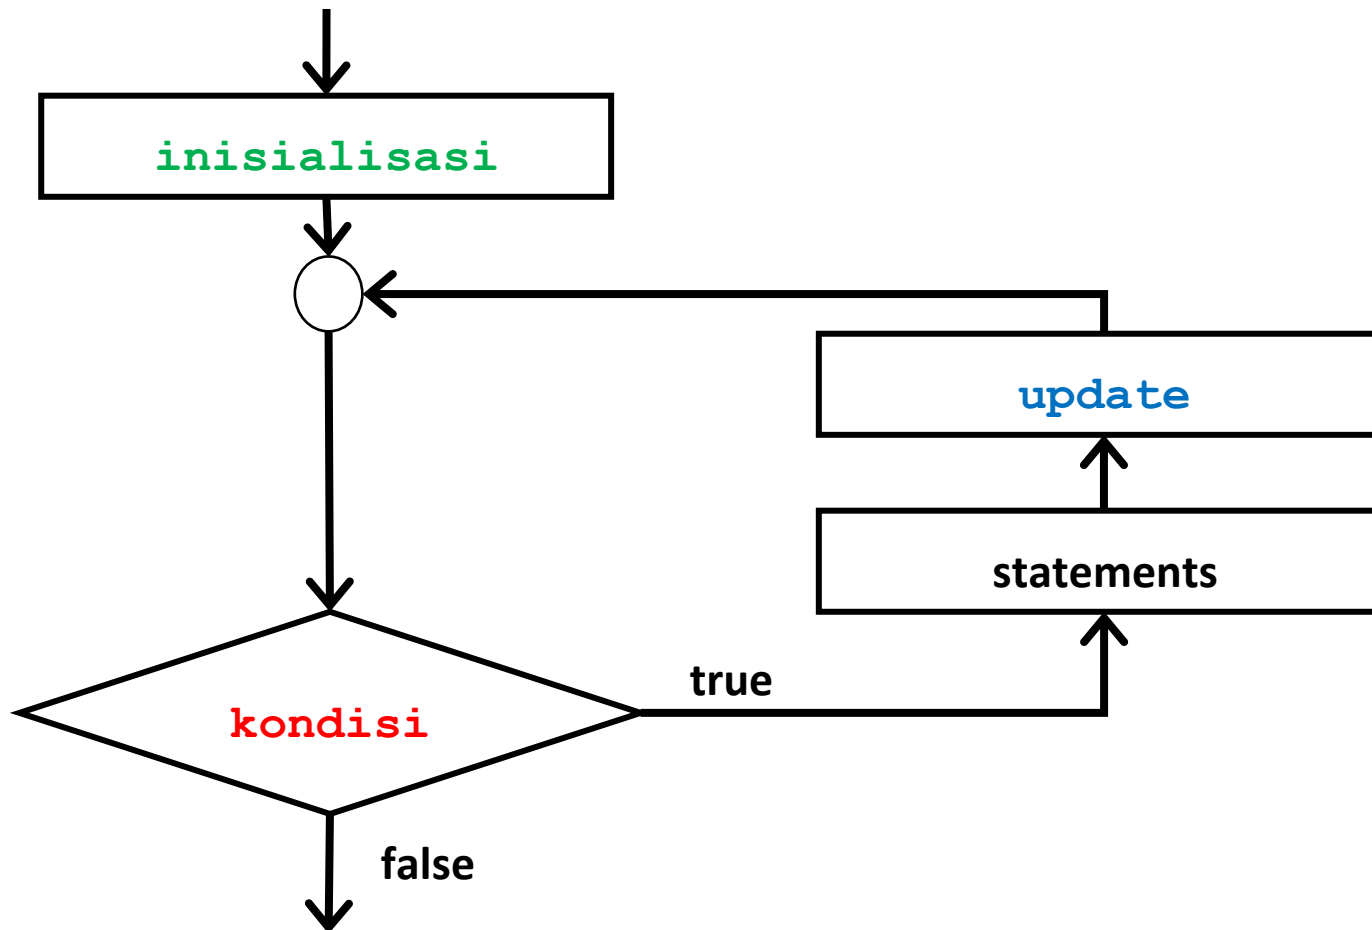 inisialisasi
update
statements
true
kondisi
false